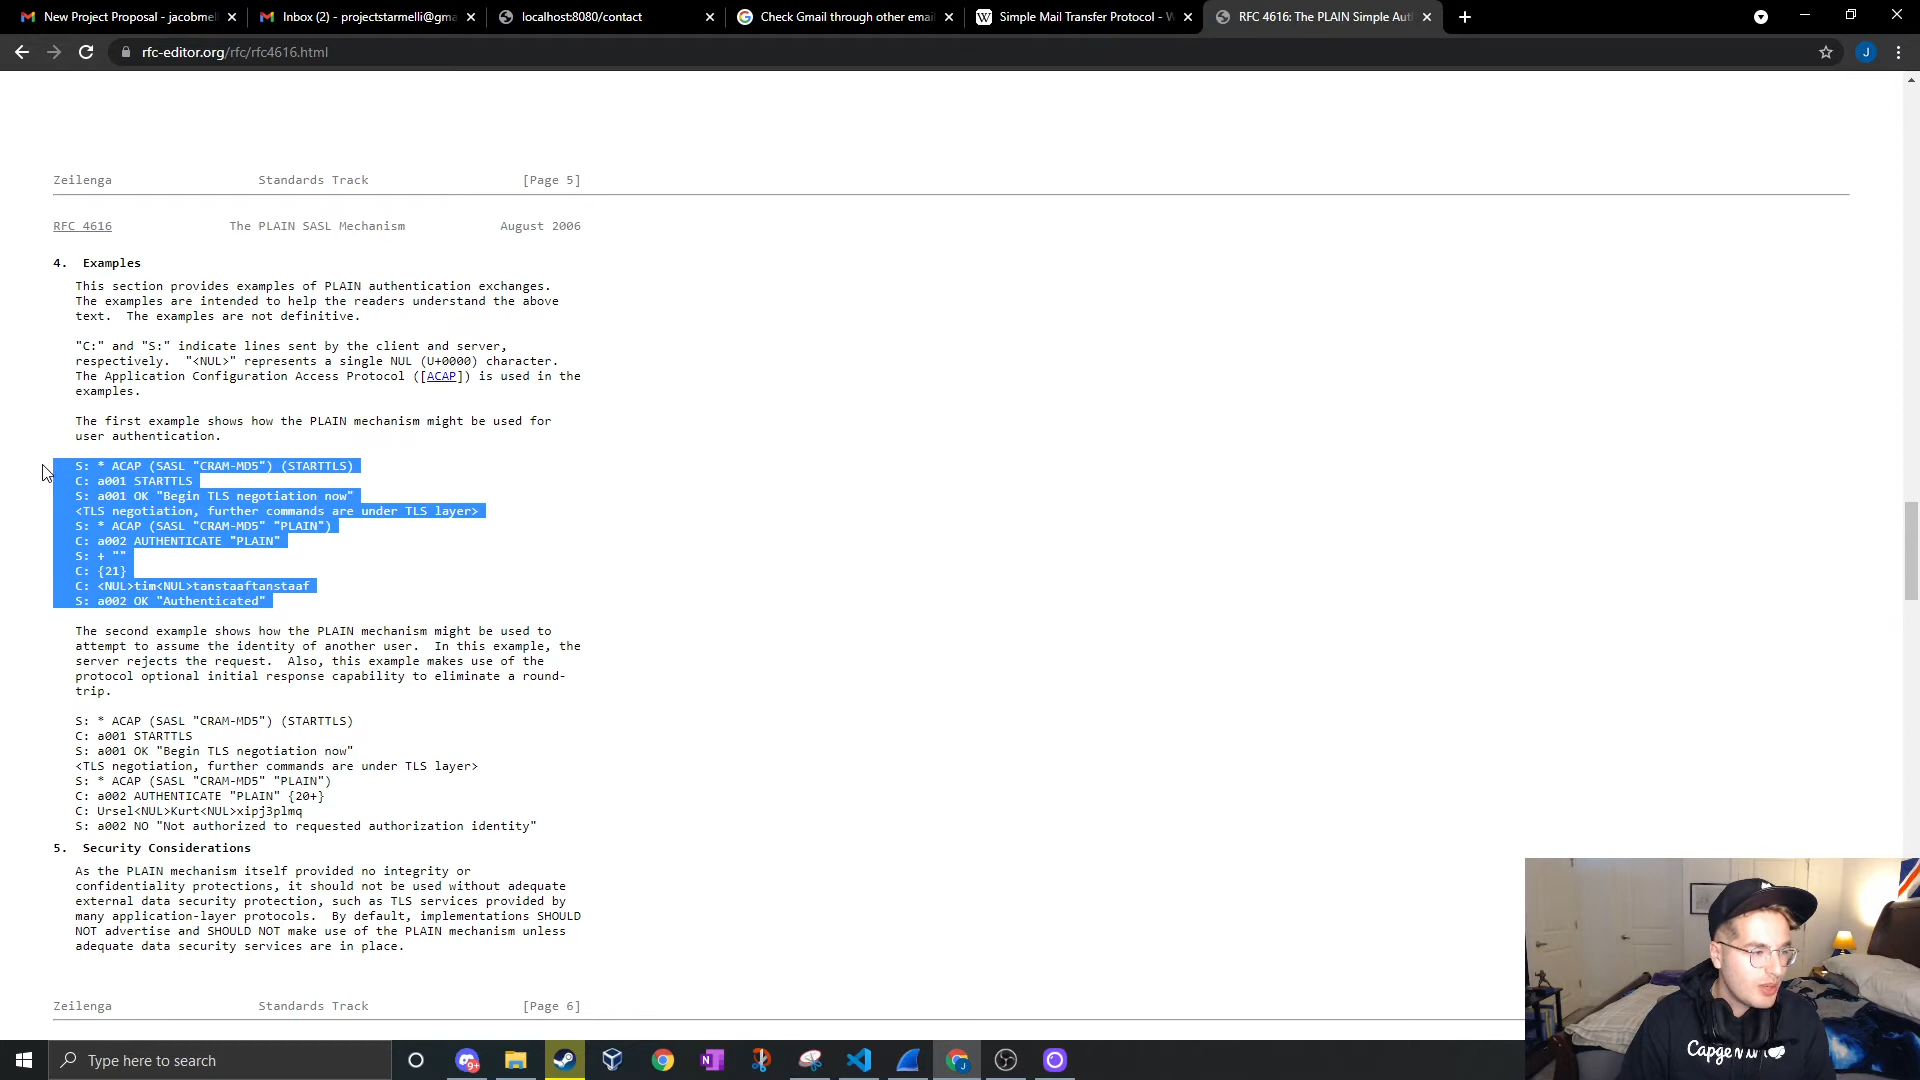 New Project Proposal - jacobmel
Inbox (2) - projectstarmelli@gma
localhost:8080/contact
Check Gmail through other email
Simple Mail Transfer Protocol - W
RFC 4616: The PLAIN Simple Aut
rfc-editor.org/rfc/rfc4616.html
J
Zeilenga Standards Track [Page 5]
RFC 4616 The PLAIN SASL Mechanism August 2006
4. Examples
This section provides examples of PLAIN authentication exchanges.
The examples are intended to help the readers understand the above
text. The examples are not definitive.
"C:" and "S:" indicate lines sent by the client and server,
respectively. "<NUL>" represents a single NUL (U+0000) character.
The Application Configuration Access Protocol ([ACAP]) is used in the
examples.
The first example shows how the PLAIN mechanism might be used for
user authentication.
S: * ACAP (SASL "CRAM-MD5") (STARTTLS)
C: a001 STARTTLS
S: a001 OK "Begin TLS negotiation now"
<TLS negotiation, further commands are under TLS layer>
S: * ACAP (SASL "CRAM-MD5" "PLAIN")
C: a002 AUTHENTICATE "PLAIN"
S: + ""
C: {21}
C: <NUL>tim<NUL>tanstaaftanstaaf
S: a002 OK "Authenticated"
The second example shows how the PLAIN mechanism might be used to
attempt to assume the identity of another user. In this example, the
server rejects the request. Also, this example makes use of the
protocol optional initial response capability to eliminate a round-
trip.
S: * ACAP (SASL "CRAM-MD5") (STARTTLS)
C: a001 STARTTLS
S: a001 OK "Begin TLS negotiation now"
<TLS negotiation, further commands are under TLS layer>
S: * ACAP (SASL "CRAM-MD5" "PLAIN")
C: a002 AUTHENTICATE "PLAIN" {20+}
C: Ursel<NUL>Kurt<NUL>xipj3plmq
S: a002 NO "Not authorized to requested authorization identity"
5. Security Considerations
As the PLAIN mechanism itself provided no integrity or
confidentiality protections, it should not be used without adequate
external data security protection, such as TLS services provided by
many application-layer protocols. By default, implementations SHOULD
NOT advertise and SHOULD NOT make use of the PLAIN mechanism unless
adequate data security services are in place.
Zeilenga Standards Track [Page 6]
Type here to search